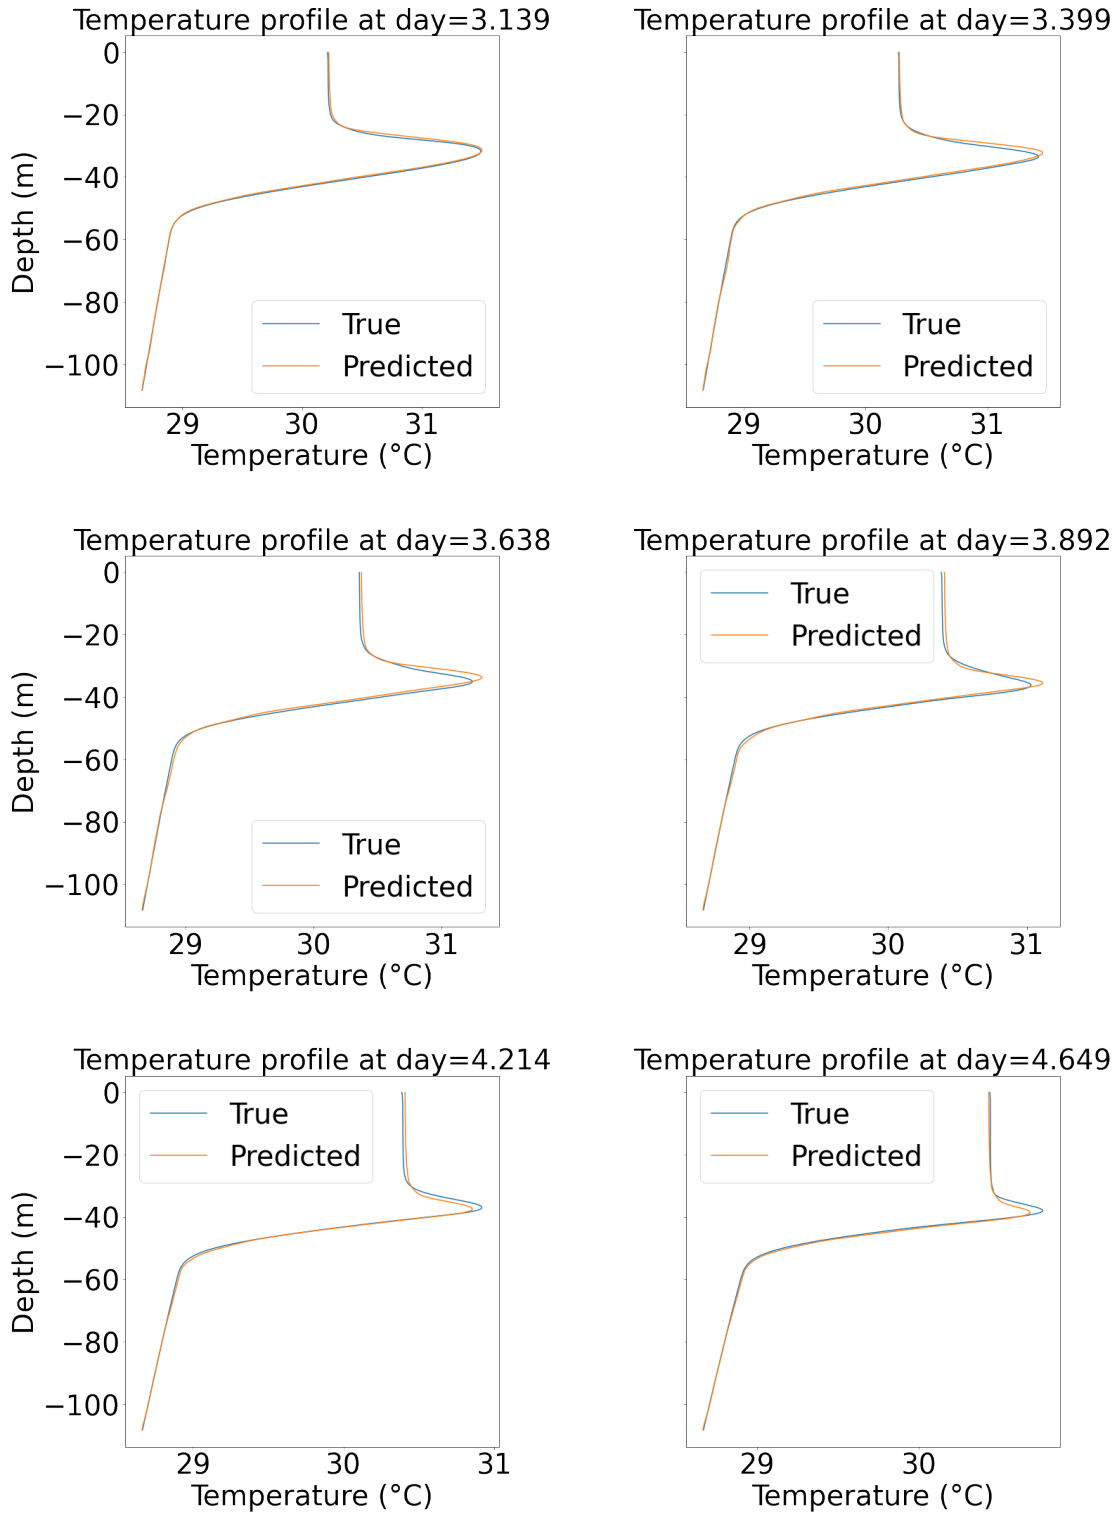 Temperature profile at day=3.139
0
−20
−40
−60
−80
−100
Depth (m)
True
Predicted
29 30 31
Temperature (°C)
Temperature profile at day=3.399
True
Predicted
29 30 31
Temperature (°C)
Temperature profile at day=3.638
0
−20
−40
−60
−80
−100
Depth (m)
True
Predicted
29 30 31
Temperature (°C)
Temperature profile at day=3.892
True
Predicted
29 30 31
Temperature (°C)
Temperature profile at day=4.214
0
−20
−40
−60
−80
−100
Depth (m)
True
Predicted
29 30 31
Temperature (°C)
Temperature profile at day=4.649
True
Predicted
29 30
Temperature (°C)